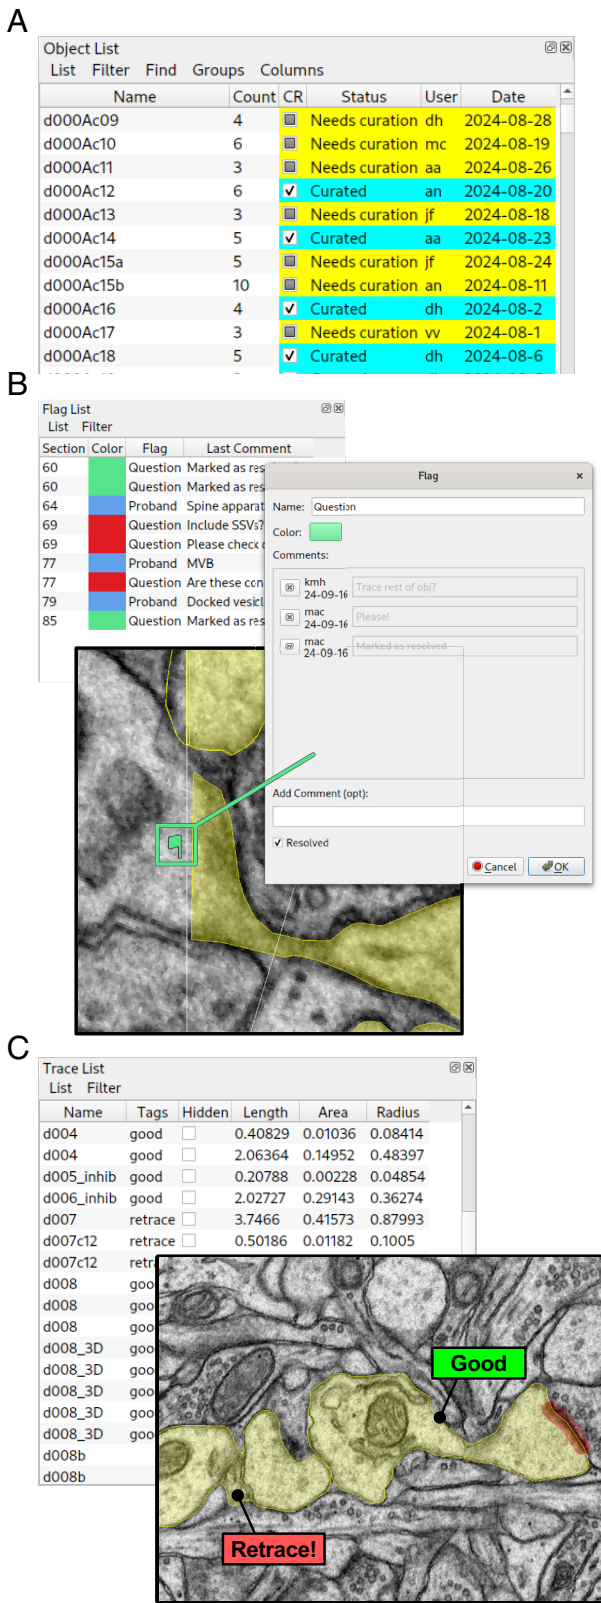 A
Object List
List Filter Find Groups Columns
Name Count CR Status User Date
d000Ac09 4 Needs curation dh 2024-08-28
d000Ac10 6 Needs curation mc 2024-08-19
d000Ac11 3 Needs curation aa 2024-08-26
d000Ac12 6 Curated an 2024-08-20
d000Ac13 3 Needs curation jf 2024-08-18
d000Ac14 5 Curated aa 2024-08-23
d000Ac15a 5 Needs curation jf 2024-08-24
d000Ac15b 10 Needs curation an 2024-08-11
d000Ac16 4 Curated dh 2024-08-2
d000Ac17 3 Needs curation vv 2024-08-1
d000Ac18 5 Curated dh 2024-08-6
B
Flag List
List Filter
Section Color Flag Last Comment
60 Question Marked as res
60 Question Marked as res
64 Proband Spine apparat
69 Question Include SSVs?
69 Question Please check
77 Proband MVB
77 Question Are these con
79 Proband Docked vesicl
85 Question Marked as res
Flag
Name: Question
Color:
Comments:
kmh
24-09-16 Trace rest of obj?
mac
24-09-16 Please!
mac
24-09-16 Marked as resolved
Add Comment (opt):
Resolved
Cancel OK
C
Trace List
List Filter
Name Tags Hidden Length Area Radius
d004 good 0.40829 0.01036 0.08414
d004 good 2.06364 0.14952 0.48397
d005_inhib good 0.20788 0.00228 0.04854
d006_inhib good 2.02727 0.29143 0.36274
d007 retrace 3.7466 0.41573 0.87993
d007c12 retrace 0.50186 0.01182 0.1005
d007c12 retr
d008 goo
d008 goo
d008 goo
d008_3D goo
d008_3D goo
d008_3D goo
d008_3D goo
d008_3D goo
d008b
d008b
Good
Retrace!